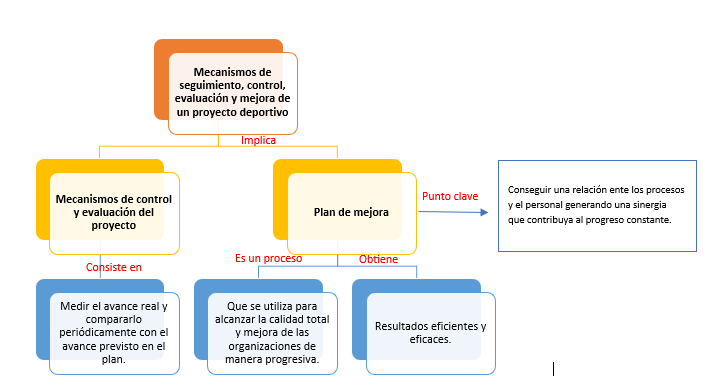 Mecanismos de
seguimiento, control,
evaluación y mejora de
un proyecto deportivo
Implica
Mecanismos de control
y evaluación del
proyecto
Plan de mejora
Punto clave
Conseguir una relación ente los procesos
y el personal generando una sinergia
que contribuya al progreso constante.
Consiste en
Es un proceso
Obtiene
Medir el avance real y
compararlo
periódicamente con el
avance previsto en el
plan.
Que se utiliza para
alcanzar la calidad total
y mejora de las
organizaciones de
manera progresiva.
Resultados eficientes y
eficaces.